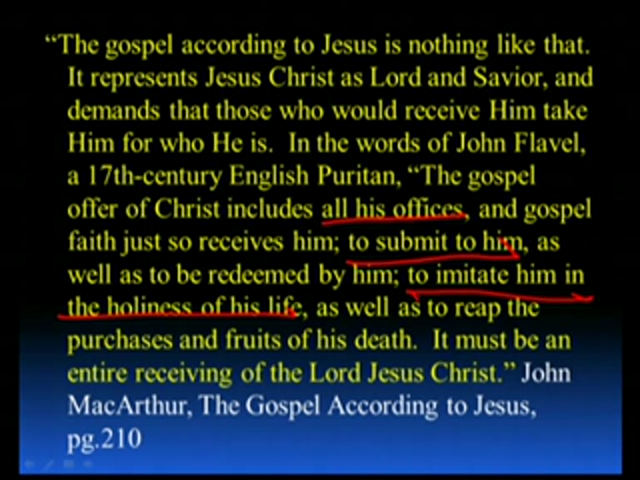 “The gospel according to Jesus is nothing like that.
It represents Jesus Christ as Lord and Savior, and
demands that those who would receive Him take
Him for who He is. In the words of John Flavel,
a 17th-century English Puritan, “The gospel
offer of Christ includes all his offices, and gospel
faith just so receives him; to submit to him, as
well as to be redeemed by him; to imitate him in
the holiness of his life, as well as to reap the
purchases and fruits of his death. It must be an
entire receiving of the Lord Jesus Christ.” John
MacArthur, The Gospel According to Jesus,
pg.210